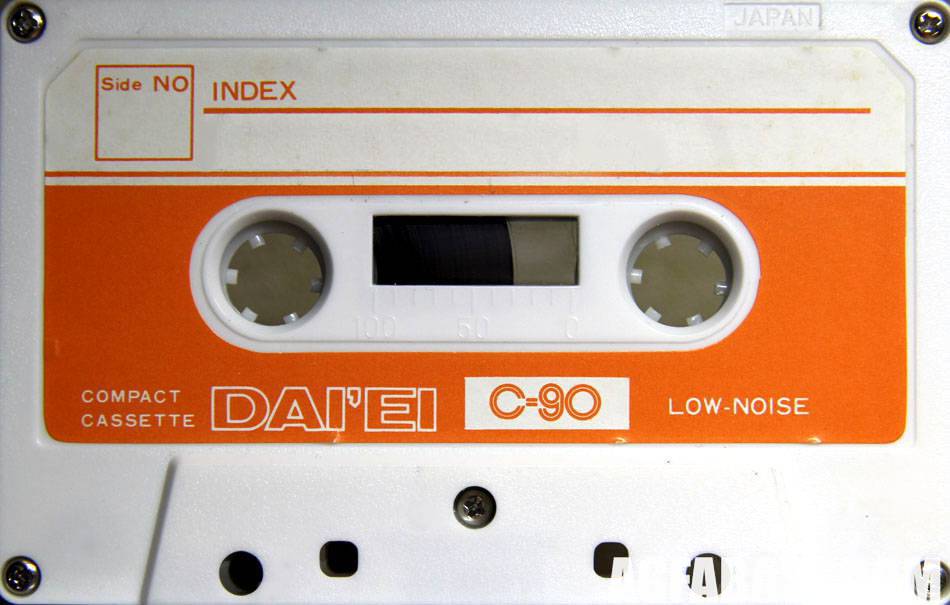 JAPAN
Side NO
INDEX
100 50 0
COMPACT
CASSETTE
DAI'EI
C-90
LOW-NOISE